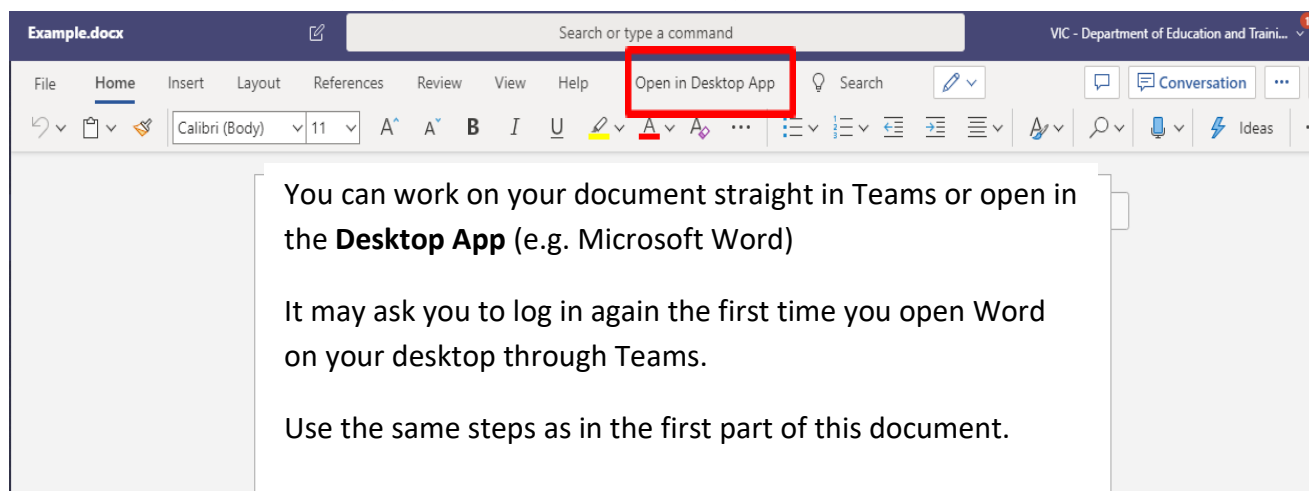 Example.docx Search or type a command VIC - Department of Education and Traini...
File Home Insert Layout References Review View Help Open in Desktop App Search Conversation ...
Calibri (Body) 11 A A B I U A A ... Ideas
You can work on your document straight in Teams or open in
the Desktop App (e.g. Microsoft Word)
It may ask you to log in again the first time you open Word
on your desktop through Teams.
Use the same steps as in the first part of this document.